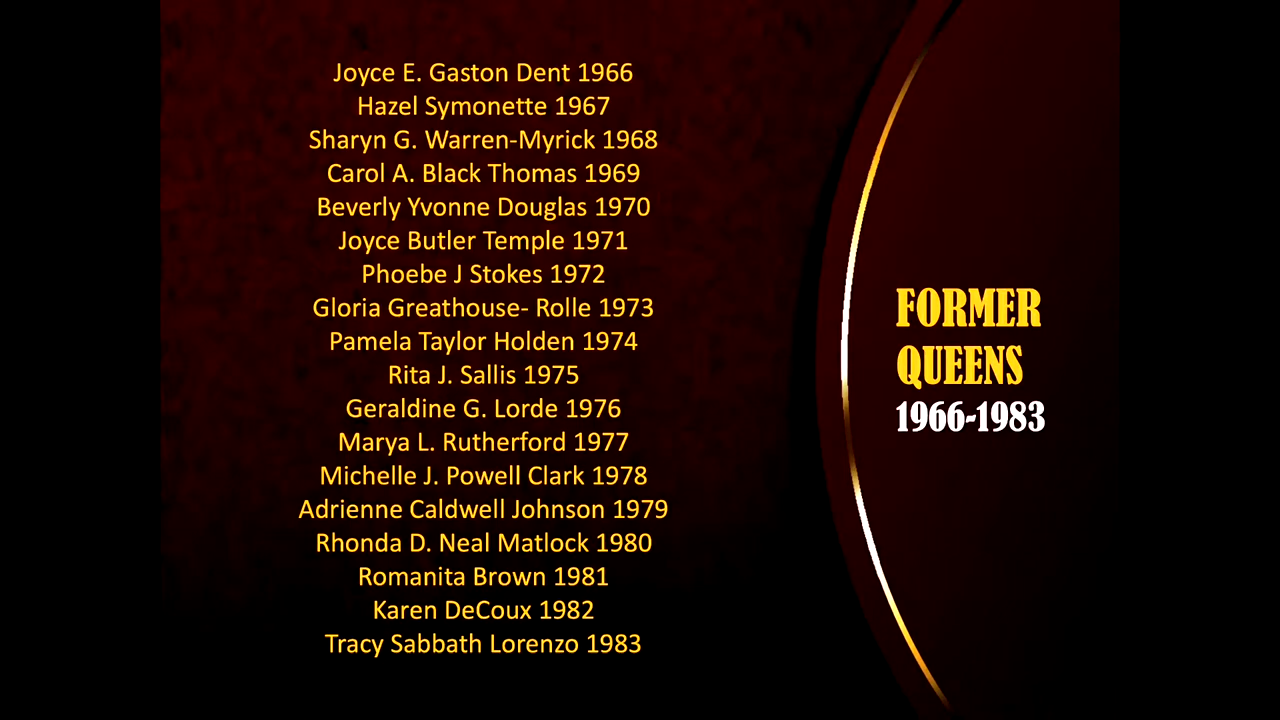 Joyce E. Gaston Dent 1966
Hazel Symonette 1967
Sharyn G. Warren-Myrick 1968
Carol A. Black Thomas 1969
Beverly Yvonne Douglas 1970
Joyce Butler Temple 1971
Phoebe J Stokes 1972
Gloria Greathouse- Rolle 1973
Pamela Taylor Holden 1974
Rita J. Sallis 1975
Geraldine G. Lorde 1976
Marya L. Rutherford 1977
Michelle J. Powell Clark 1978
Adrienne Caldwell Johnson 1979
Rhonda D. Neal Matlock 1980
Romanita Brown 1981
Karen DeCoux 1982
Tracy Sabbath Lorenzo 1983
FORMER
QUEENS
1966-1983